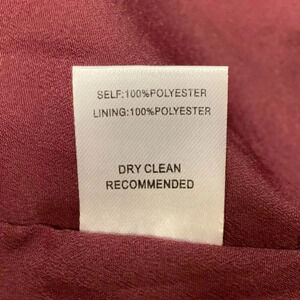 SELF:100%POLYESTER
LINING:100%POLYESTER
DRY CLEAN
RECOMMENDED